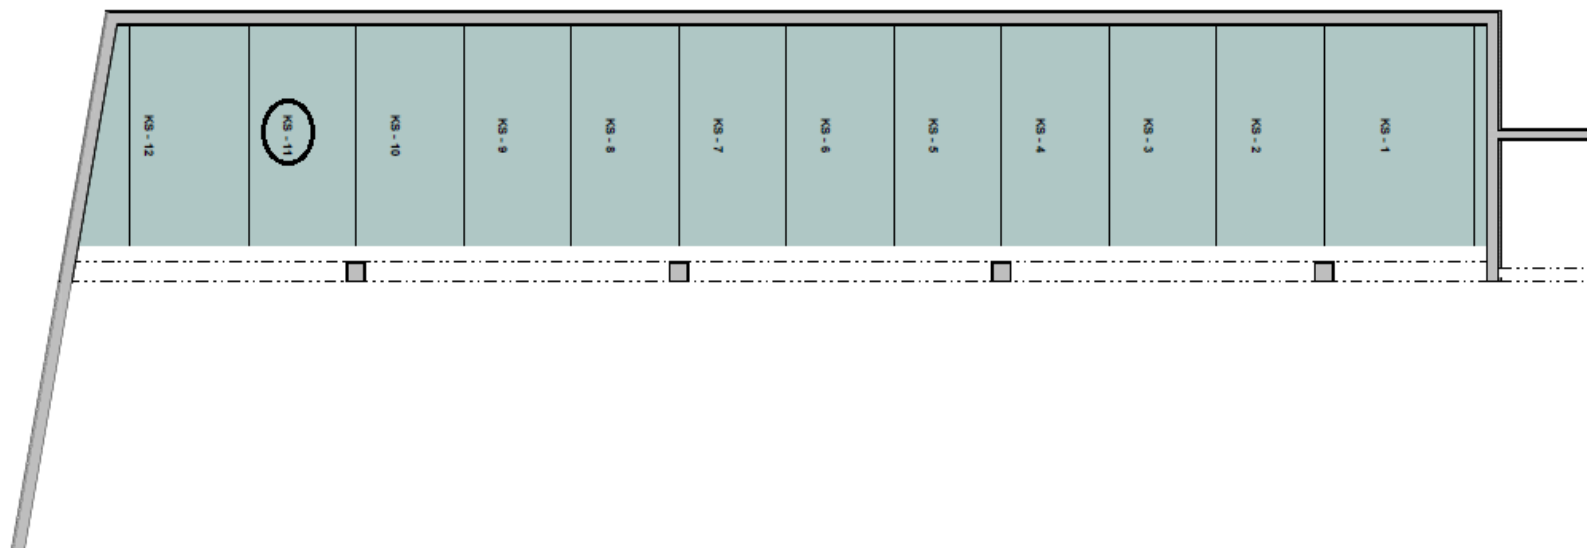 KS - 12
KS - 11
KS - 10
KS - 9
KS - 8
KS - 7
KS - 6
KS - 5
KS - 4
KS - 3
KS - 2
KS - 1